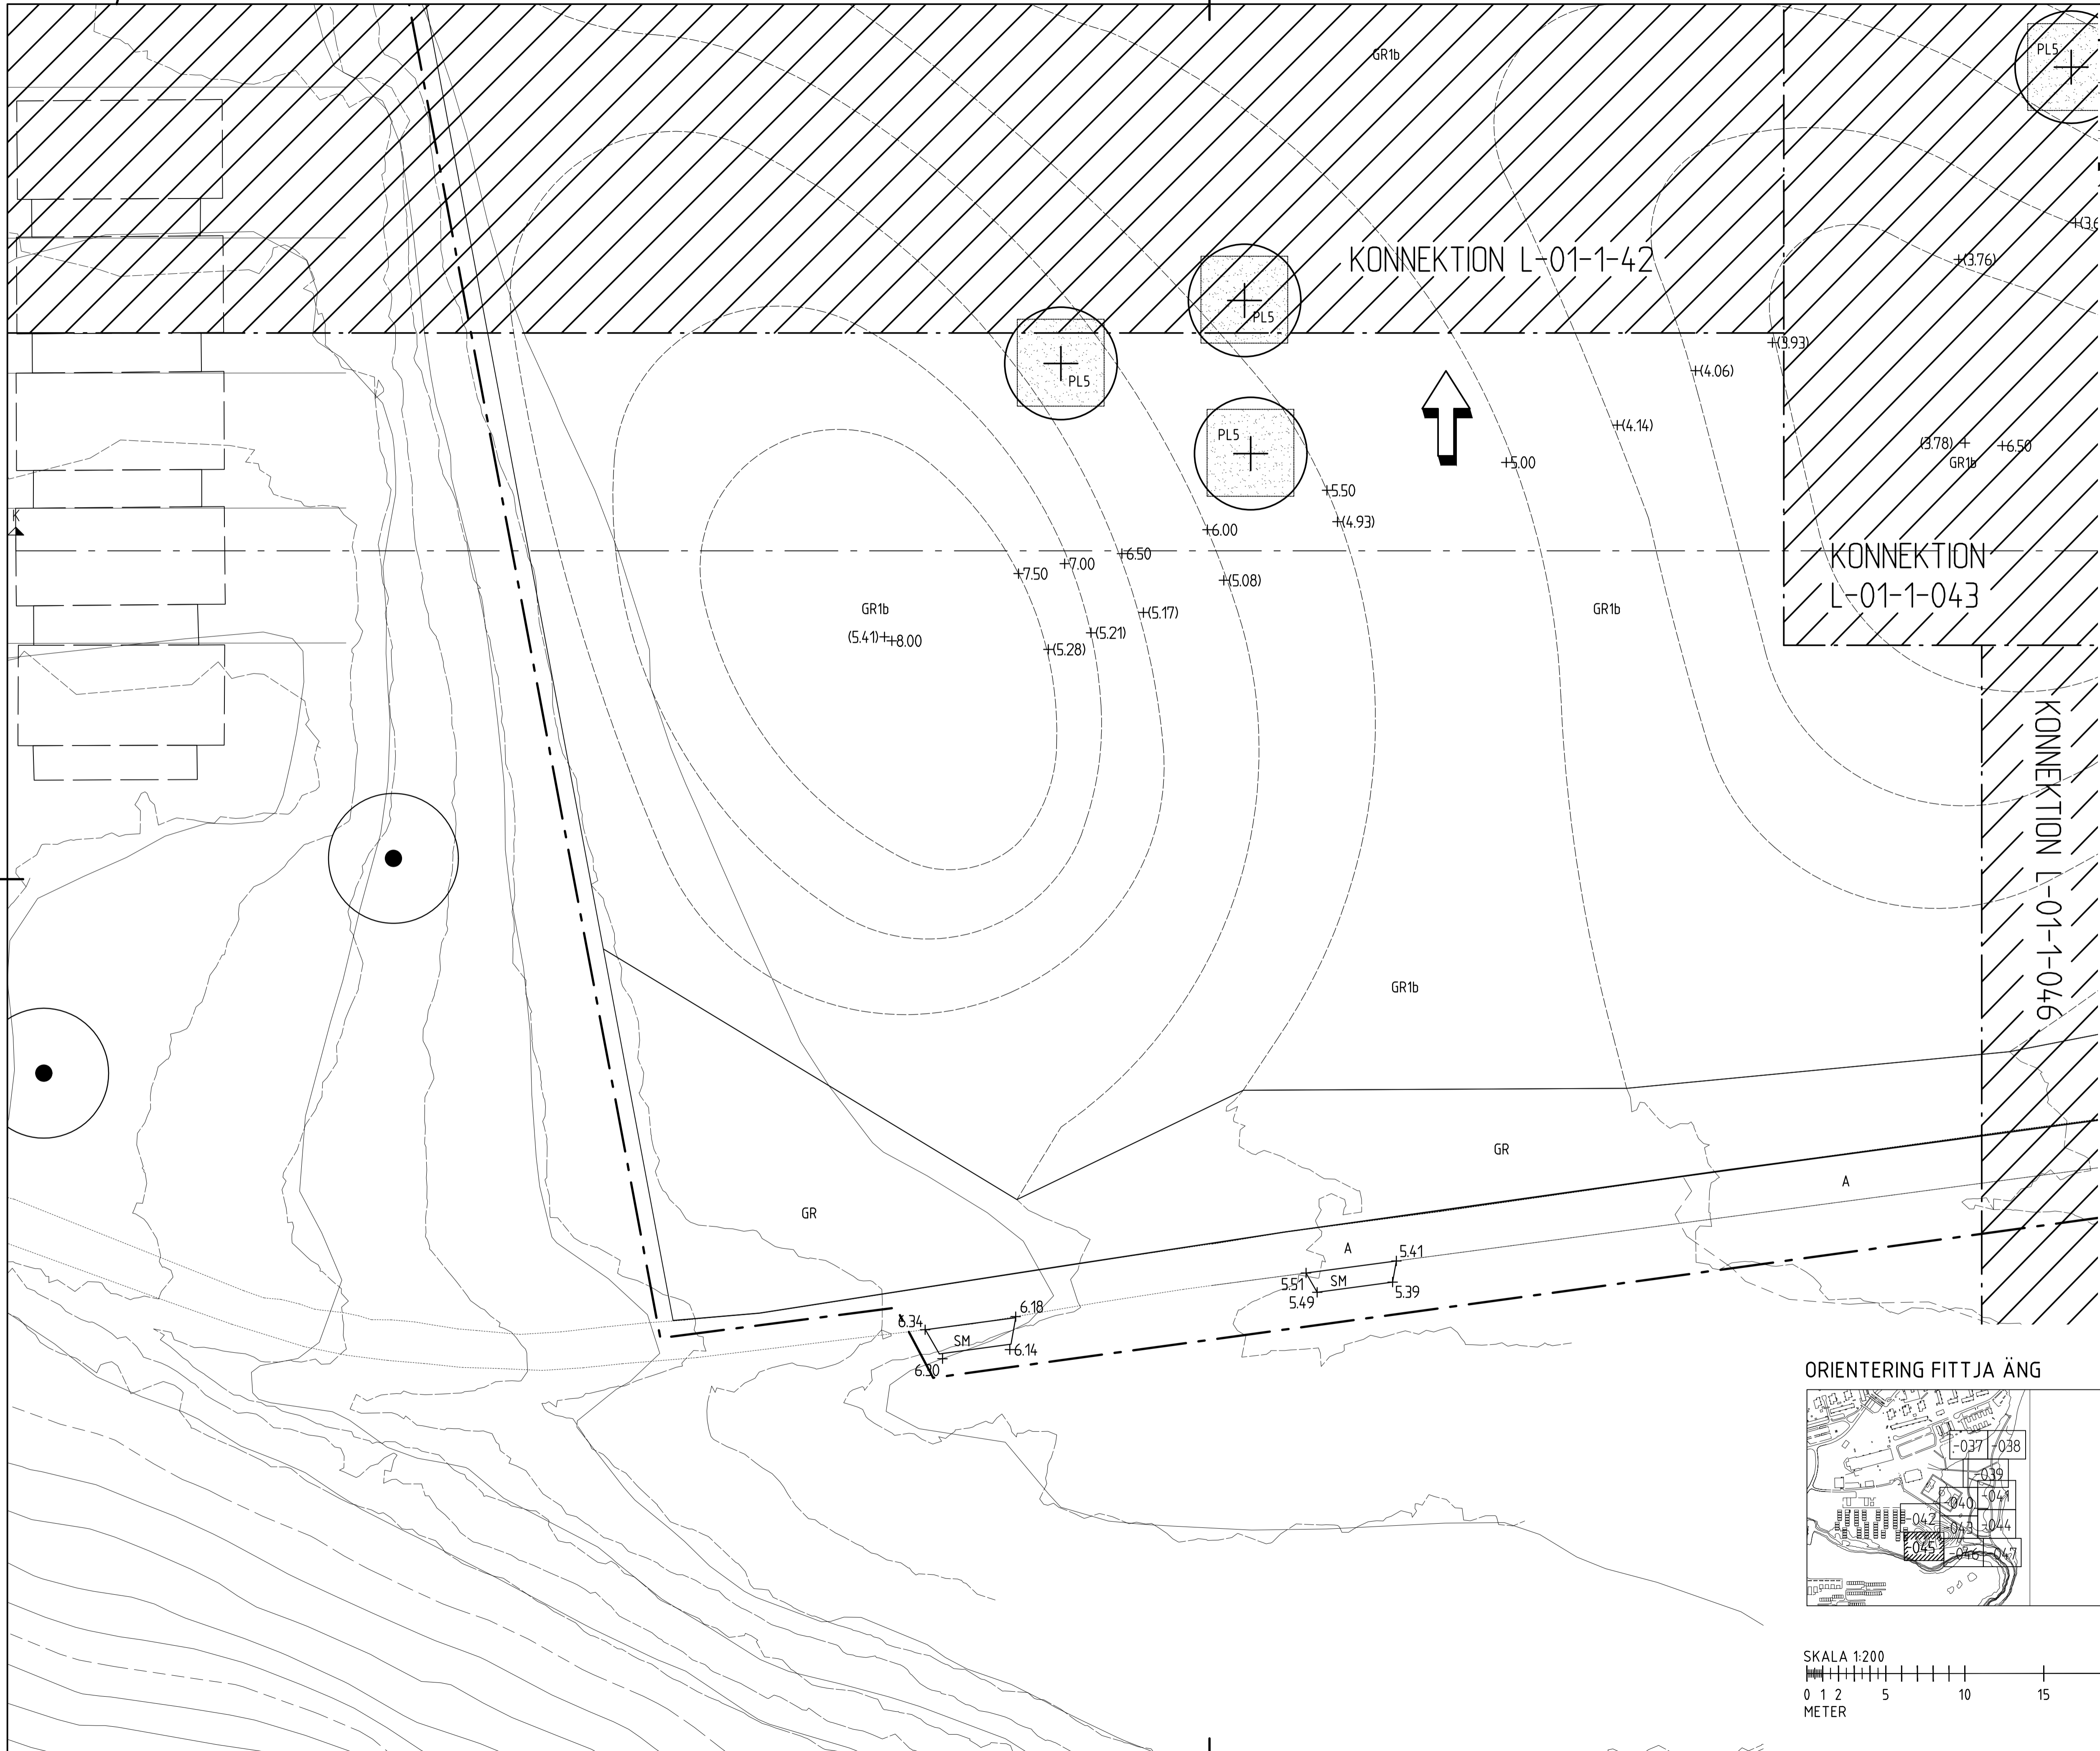 GR1b
PL5
KONNEKTION L-01-1-42
+(3.76)
PL5
PL5
+(3.93)
+(4.06)
PL5
+(4.14)
(3.78)+
+6.50
GR1b
+5.00
+5.50
+(4.93)
K
+6.00
+6.50
+7.00
+7.50
+(5.08)
KONNEKTION
L-01-1-043
GR1b
GR1b
+(5.17)
+(5.21)
(5.41)+
+8.00
+(5.28)
KONNEKTION L-01-1-046
GR1b
GR
A
GR
A
5.41
5.51
SM
5.49
5.39
6.18
6.34
SM
+6.14
6.30
ORIENTERING FITTJA ÄNG
-037
-038
-039
-040
-041
-042
-043
-044
-045
-046
-047
SKALA 1:200
0 1 2 5 10 15
METER